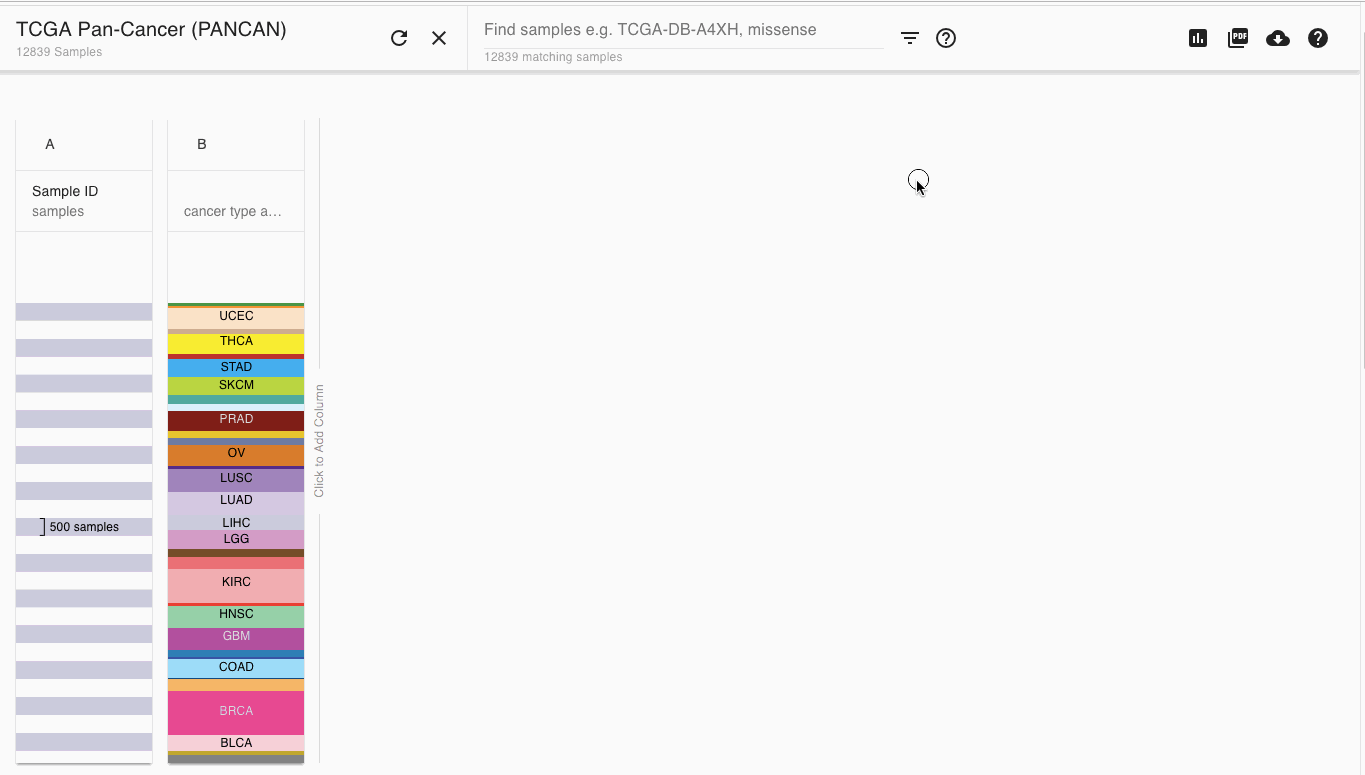 TCGA Pan-Cancer (PANCAN)
12839 Samples
Find samples e.g. TCGA-DB-A4XH, missense
12839 matching samples
PDF
A
B
Sample ID
samples
cancer type a...
UCEC
THCA
STAD
SKCM
PRAD
OV
LUSC
LUAD
LIHC
LGG
KIRC
HNSC
GBM
COAD
BRCA
BLCA
500 samples
Click to Add Column